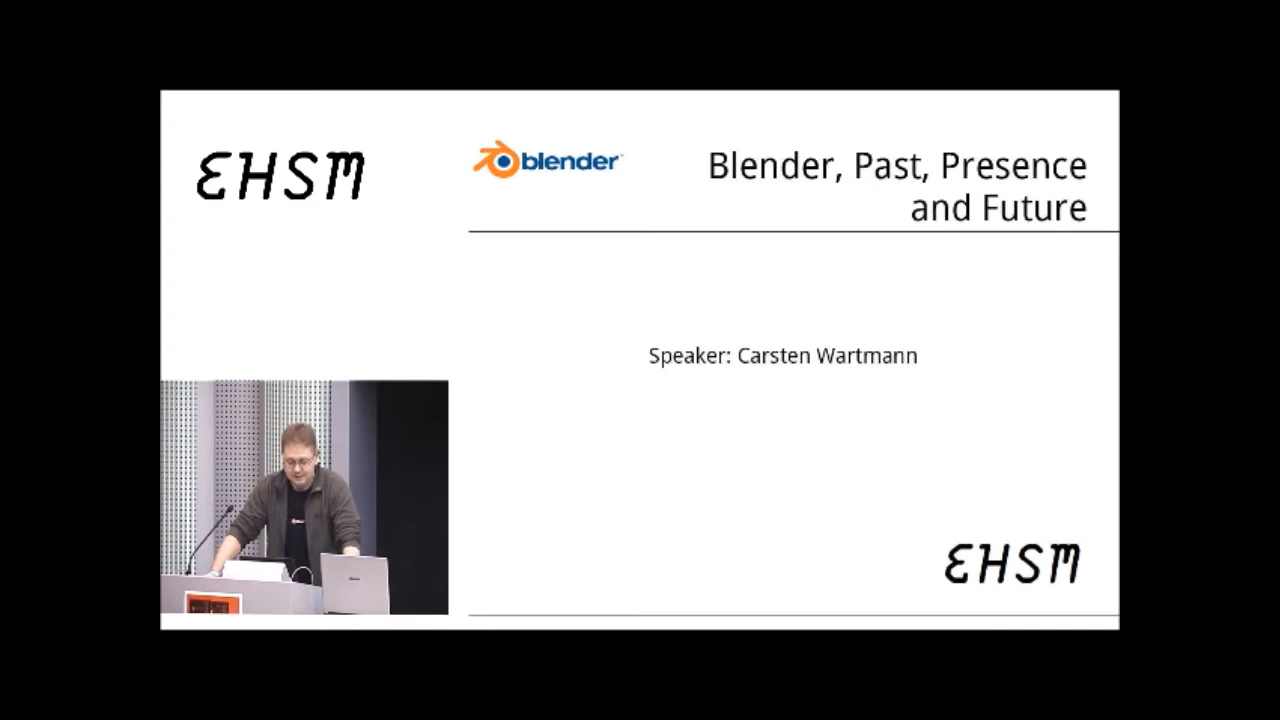 EHSM
blender
Blender, Past, Presence
and Future
Speaker: Carsten Wartmann
EHSM